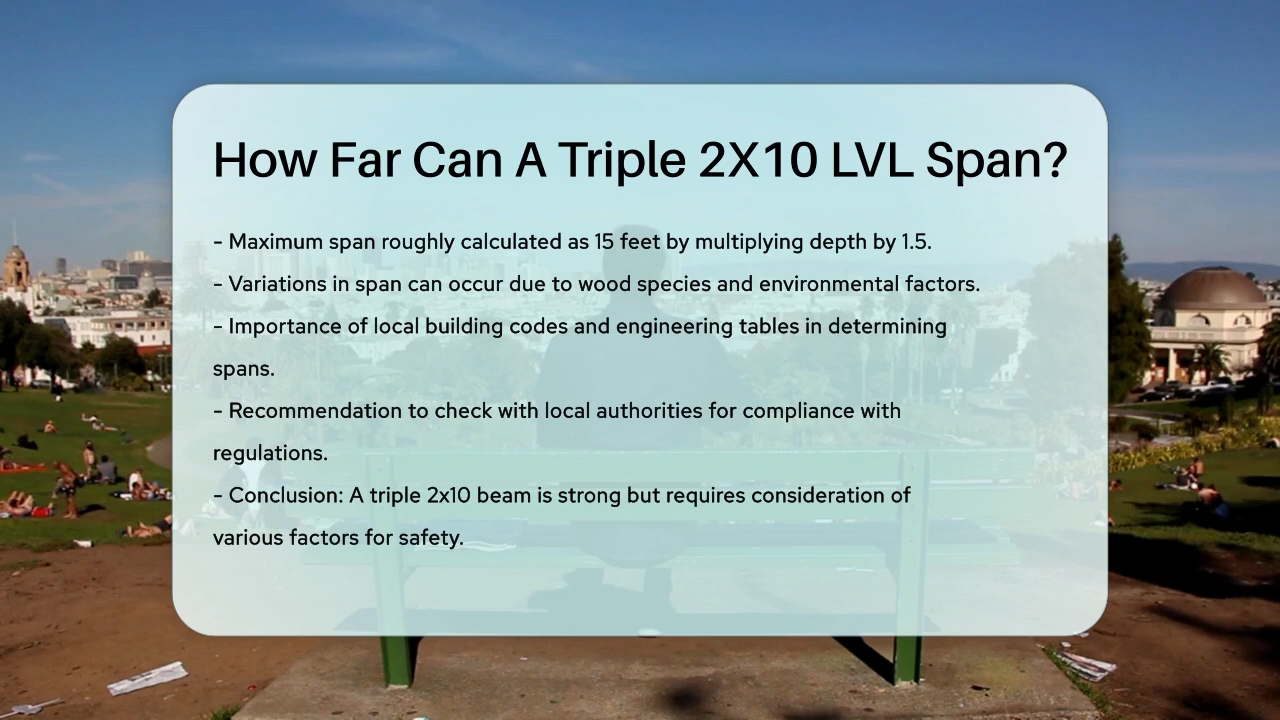 How Far Can A Triple 2X10 LVL Span?
- Maximum span roughly calculated as 15 feet by multiplying depth by 1.5.
- Variations in span can occur due to wood species and environmental factors.
- Importance of local building codes and engineering tables in determining
spans.
- Recommendation to check with local authorities for compliance with
regulations.
- Conclusion: A triple 2x10 beam is strong but requires consideration of
various factors for safety.